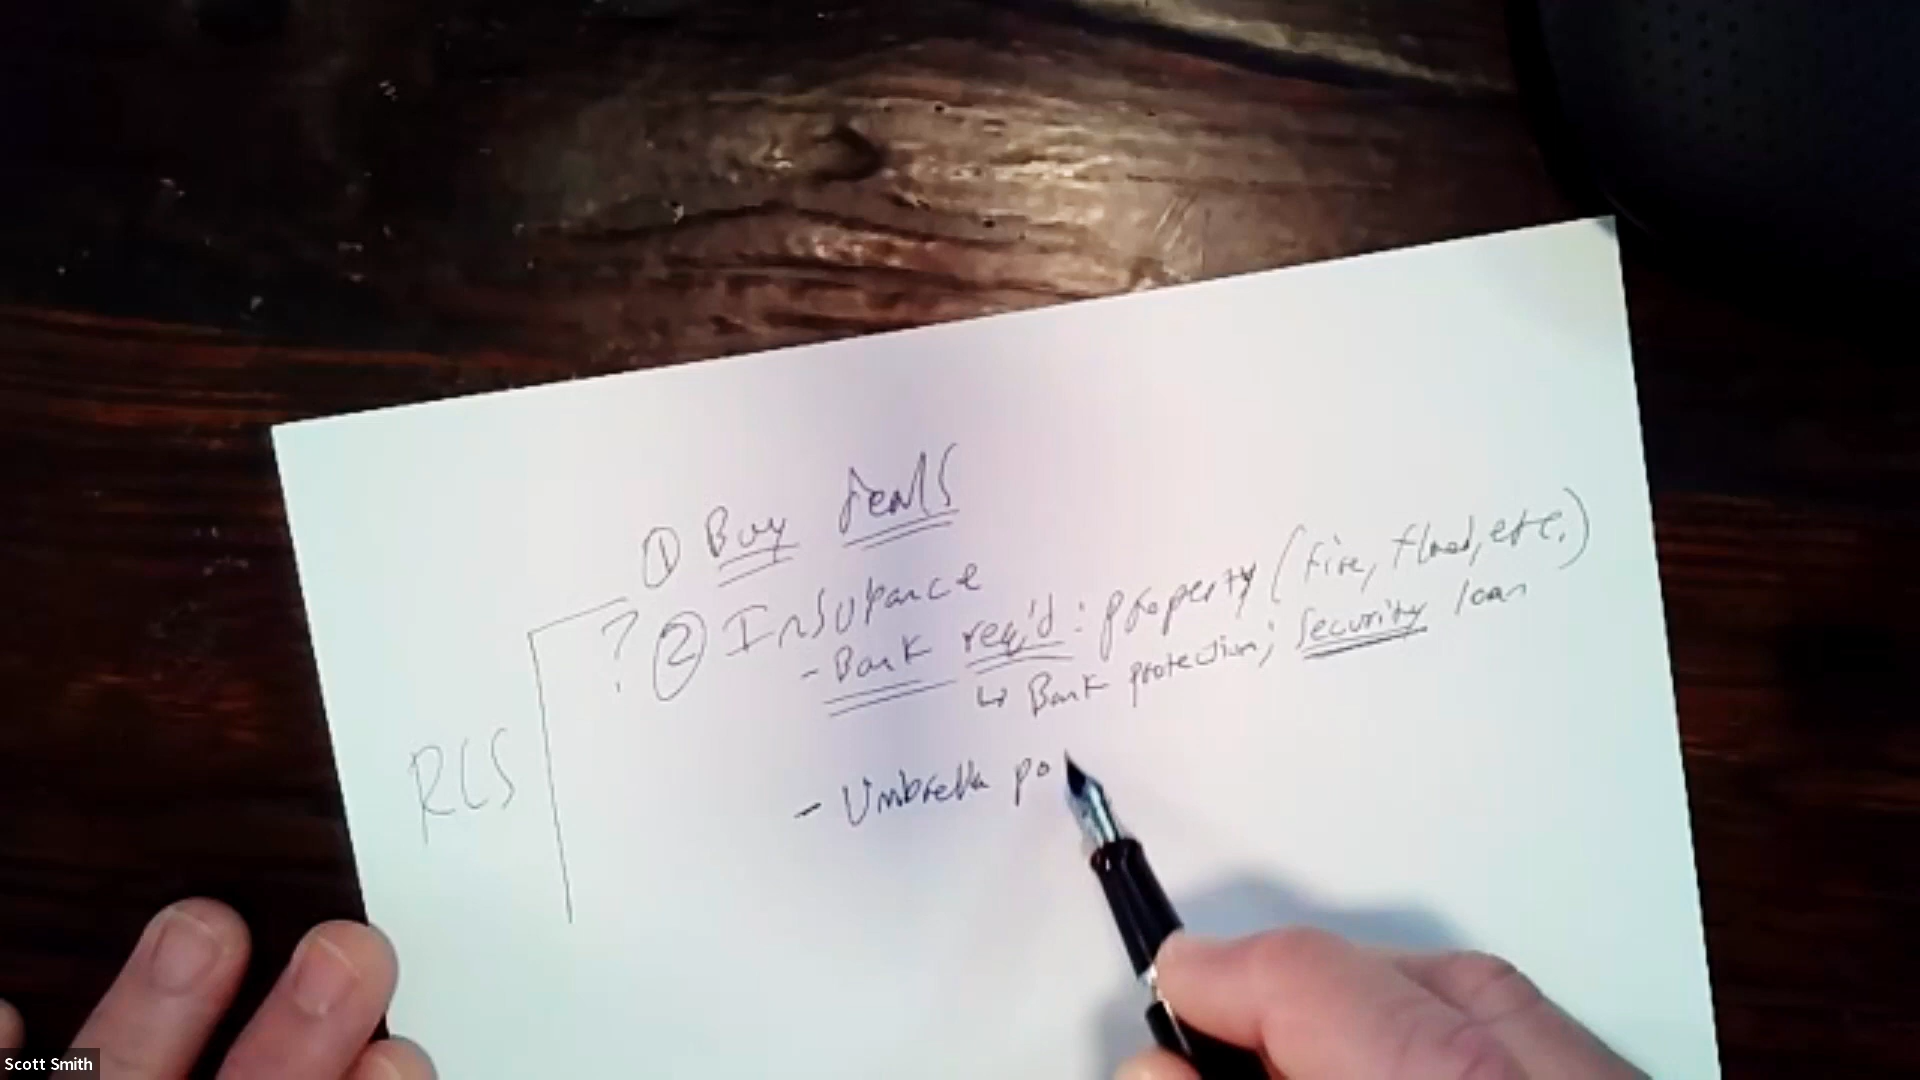 ① Buy deals
? ② Insurance
- Bank req'd: property (fire, flood, etc.)
↳ Bank protection; security loan
RLS
- Umbrella po
Scott Smith